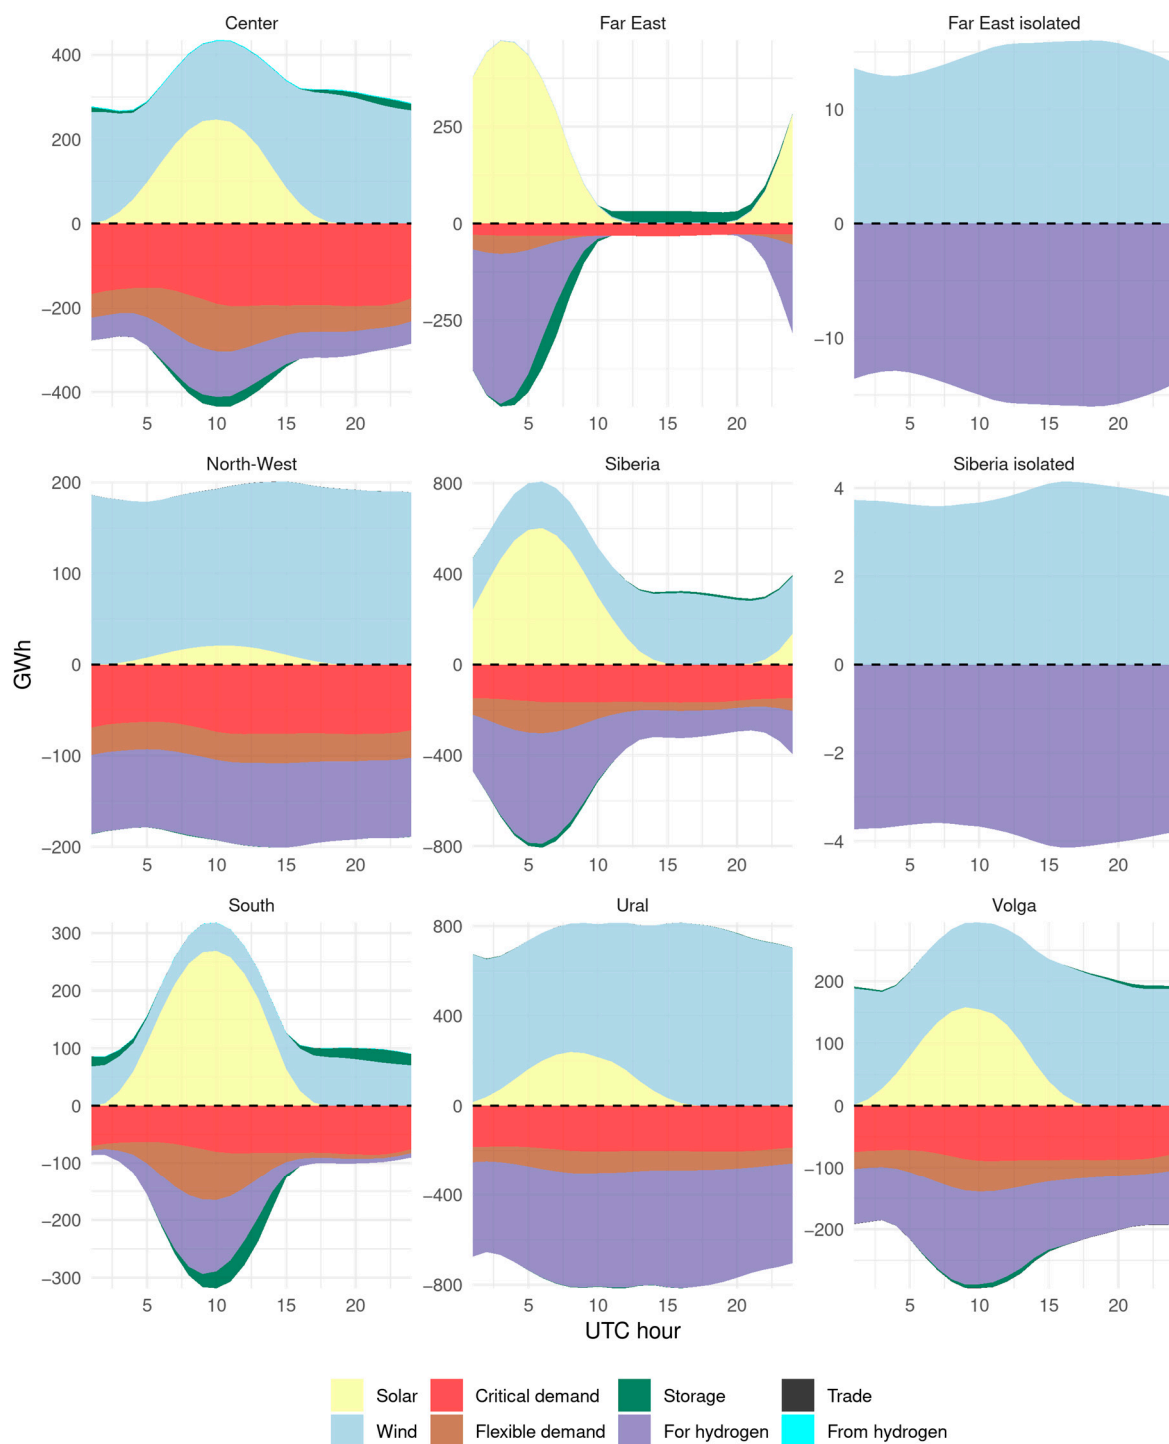 Center
Far East
Far East isolated
400
200
0
−200
−400
250
0
−250
10
0
−10
5 10 15 20
5 10 15 20
5 10 15 20
North-West
Siberia
Siberia isolated
200
100
0
−100
−200
800
400
0
−400
−800
4
2
0
−2
−4
5 10 15 20
5 10 15 20
5 10 15 20
GWh
South
Ural
Volga
300
200
100
0
−100
−200
−300
800
400
0
−400
−800
200
100
0
−100
−200
5 10 15 20
5 10 15 20
5 10 15 20
UTC hour
Solar
Critical demand
Storage
Trade
Wind
Flexible demand
For hydrogen
From hydrogen